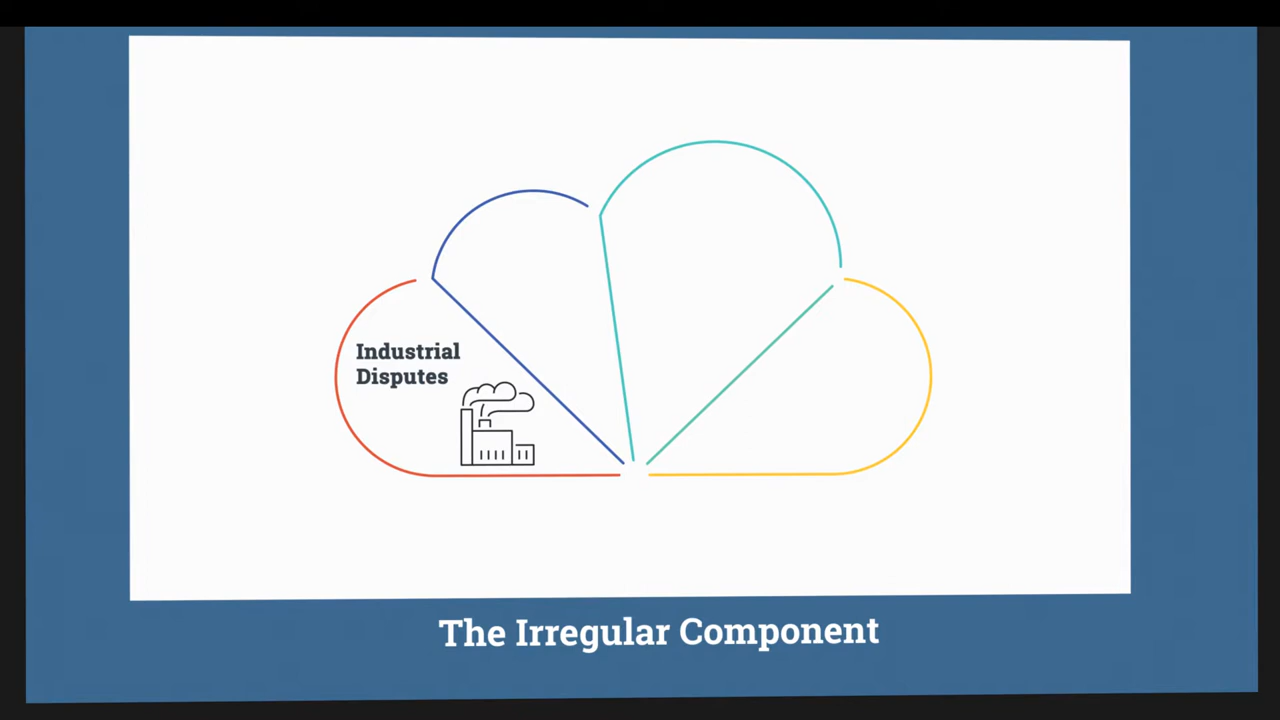 Industrial
Disputes
The Irregular Component